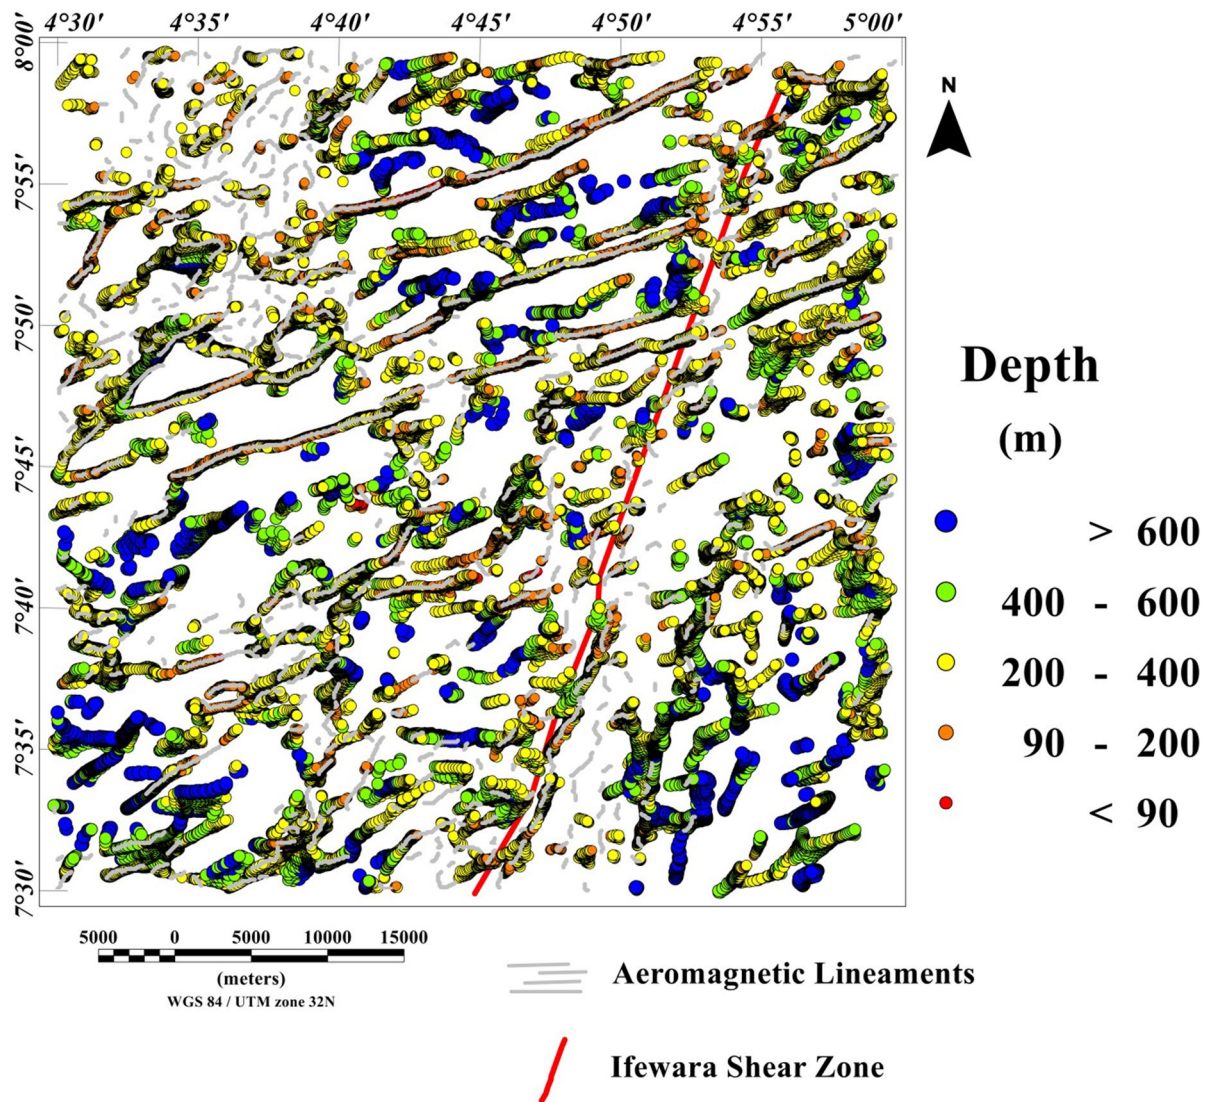 4°30' 4°35' 4°40' 4°45' 4°50' 4°55' 5°00'
8°00'
7°55'
7°50'
7°45'
7°40'
7°35'
7°30'
N
Depth
(m)
> 600
400 - 600
200 - 400
90 - 200
< 90
5000 0 5000 10000 15000
(meters)
WGS 84 / UTM zone 32N
Aeromagnetic Lineaments
Ifewara Shear Zone